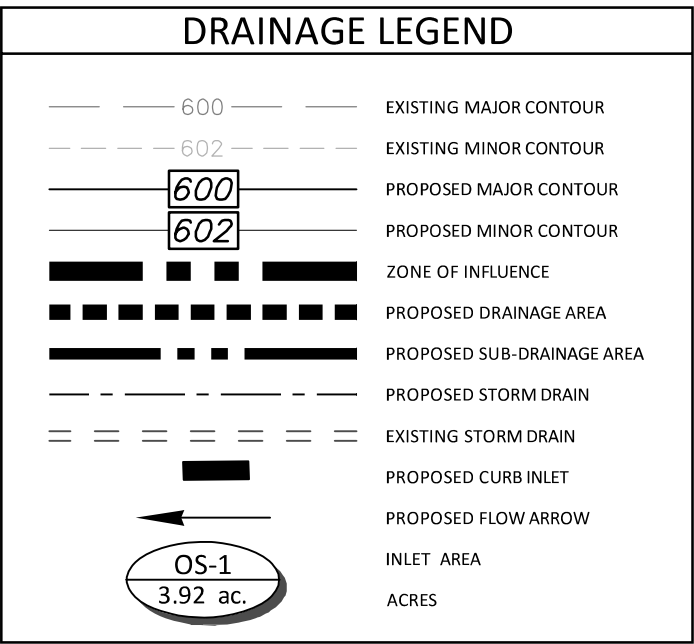 DRAINAGE LEGEND
600 EXISTING MAJOR CONTOUR
602 EXISTING MINOR CONTOUR
600 PROPOSED MAJOR CONTOUR
602 PROPOSED MINOR CONTOUR
ZONE OF INFLUENCE
PROPOSED DRAINAGE AREA
PROPOSED SUB-DRAINAGE AREA
PROPOSED STORM DRAIN
EXISTING STORM DRAIN
PROPOSED CURB INLET
PROPOSED FLOW ARROW
OS-1 INLET AREA
3.92 ac. ACRES